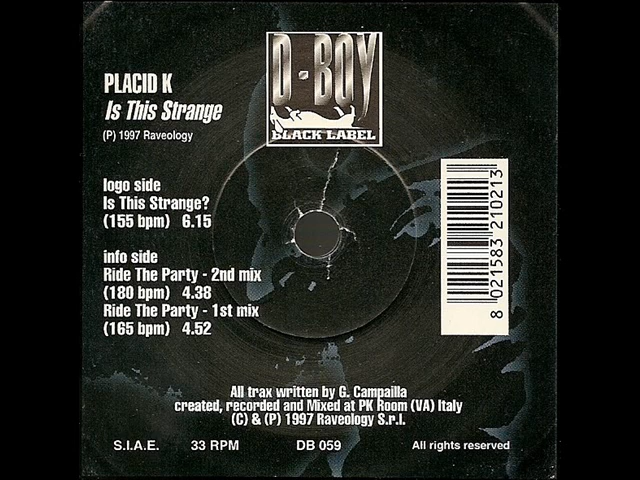 D-BOY
BLACK LABEL
PLACID K
Is This Strange
(P) 1997 Raveology
logo side
Is This Strange?
(155 bpm) 6.15
info side
Ride The Party - 2nd mix
(180 bpm) 4.38
Ride The Party - 1st mix
(165 bpm) 4.52
8 021583 210213
All trax written by G. Campailla
created, recorded and Mixed at PK Room (VA) Italy
(C) & (P) 1997 Raveology S.r.l.
S.I.A.E. 33 RPM DB 059 All rights reserved